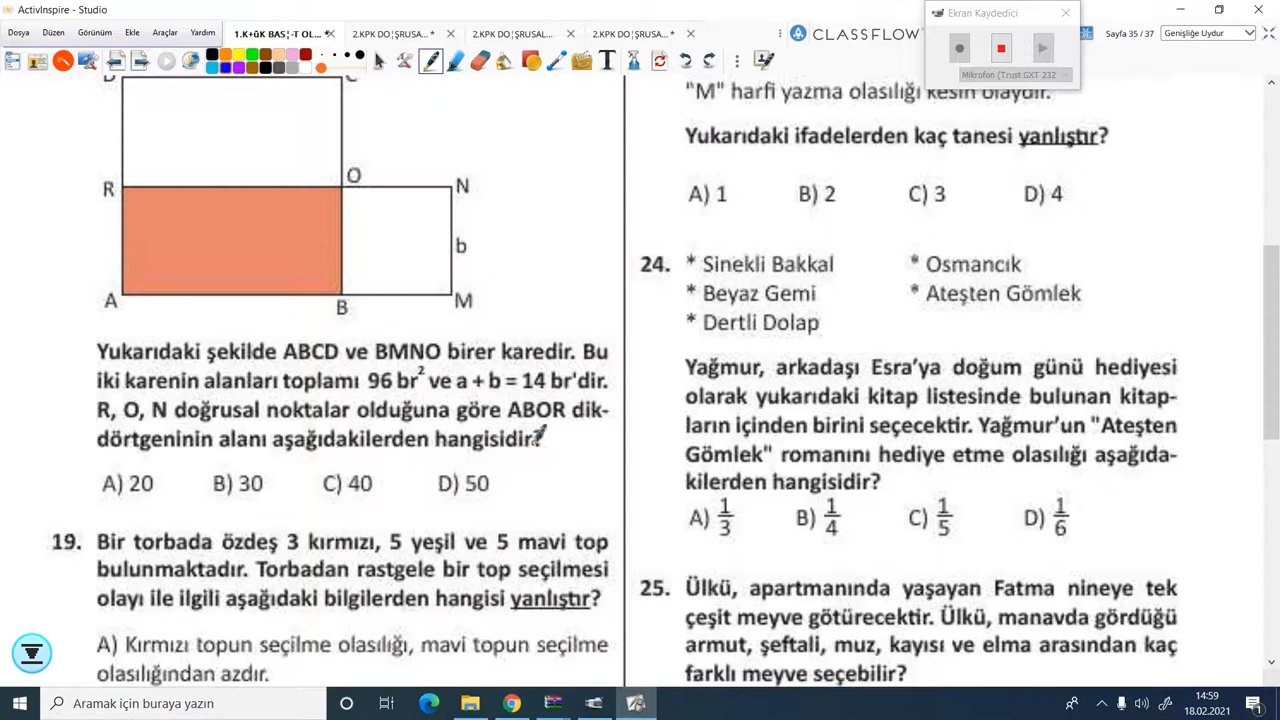 ActivInspire - Studio
Ekran Kaydedici
Dosya Düzen Görünüm Ekle Araçlar Yardım
1.K+üK BAS¦-T OL... *
2.KPK DO¦ŞRUSA...
2.KPK DO¦ŞRUSAL...
2.KPK DO¦ŞRUSA... *
CLASSFLOW
Sayfa 35 / 37
Genişliğe Uydur
Mikrofon (Trust GXT 232
O
R
N
b
A
B
M
Yukarıdaki şekilde ABCD ve BMNO birer karedir. Bu
iki karenin alanları toplamı 96 br² ve a + b = 14 br'dir.
R, O, N doğrusal noktalar olduğuna göre ABOR dik-
dörtgeninin alanı aşağıdakilerden hangisidir?
A) 20 B) 30 C) 40 D) 50
19. Bir torbada özdeş 3 kırmızı, 5 yeşil ve 5 mavi top
bulunmaktadır. Torbadan rastgele bir top seçilmesi
olayı ile ilgili aşağıdaki bilgilerden hangisi yanlıştır?
A) Kırmızı topun seçilme olasılığı, mavi topun seçilme
olasılığından azdır.
"M" harfi yazma olasılığı kesin olaydır.
Yukarıdaki ifadelerden kaç tanesi yanlıştır?
A) 1 B) 2 C) 3 D) 4
24. * Sinekli Bakkal * Osmancık
* Beyaz Gemi * Ateşten Gömlek
* Dertli Dolap
Yağmur, arkadaşı Esra'ya doğum günü hediyesi
olarak yukarıdaki kitap listesinde bulunan kitap-
ların içinden birini seçecektir. Yağmur'un "Ateşten
Gömlek" romanını hediye etme olasılığı aşağıda-
kilerden hangisidir?
A) 1/3 B) 1/4 C) 1/5 D) 1/6
25. Ülkü, apartmanında yaşayan Fatma nineye tek
çeşit meyve götürecektir. Ülkü, manavda gördüğü
armut, şeftali, muz, kayısı ve elma arasından kaç
farklı meyve seçebilir?
Aramak için buraya yazın
14:59
18.02.2021
1